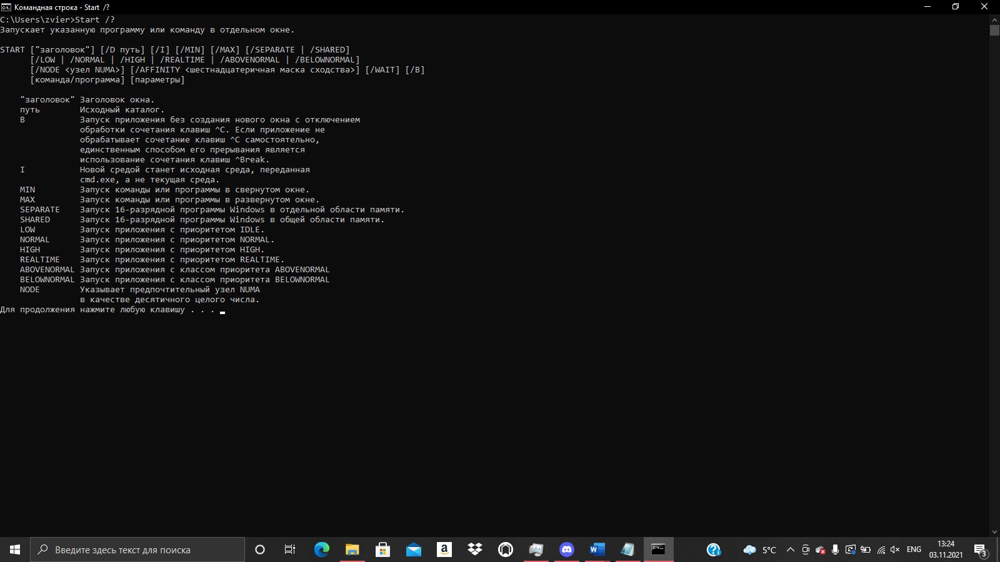 Командная строка - Start /?
C:\Users\zvier>Start /?
Запускает указанную программу или команду в отдельном окне.
START ["заголовок"] [/D путь] [/I] [/MIN] [/MAX] [/SEPARATE | /SHARED]
[/LOW | /NORMAL | /HIGH | /REALTIME | /ABOVENORMAL | /BELOWNORMAL]
[/NODE <узел NUMA>] [/AFFINITY <шестнадцатеричная маска сходства>] [/WAIT] [/B]
[команда/программа] [параметры]
"заголовок" Заголовок окна.
путь Исходный каталог.
B Запуск приложения без создания нового окна с отключением
обработки сочетания клавиш ^C. Если приложение не
обрабатывает сочетание клавиш ^C самостоятельно,
единственным способом его прерывания является
использование сочетания клавиш ^Break.
I Новой средой станет исходная среда, переданная
cmd.exe, а не текущая среда.
MIN Запуск команды или программы в свернутом окне.
MAX Запуск команды или программы в развернутом окне.
SEPARATE Запуск 16-разрядной программы Windows в отдельной области памяти.
SHARED Запуск 16-разрядной программы Windows в общей области памяти.
LOW Запуск приложения с приоритетом IDLE.
NORMAL Запуск приложения с приоритетом NORMAL.
HIGH Запуск приложения с приоритетом HIGH.
REALTIME Запуск приложения с приоритетом REALTIME.
ABOVENORMAL Запуск приложения с классом приоритета ABOVENORMAL
BELOWNORMAL Запуск приложения с классом приоритета BELOWNORMAL
NODE Указывает предпочтительный узел NUMA
в качестве десятичного целого числа.
Для продолжения нажмите любую клавишу . . .
Введите здесь текст для поиска
5°C
ENG
13:24
03.11.2021
3